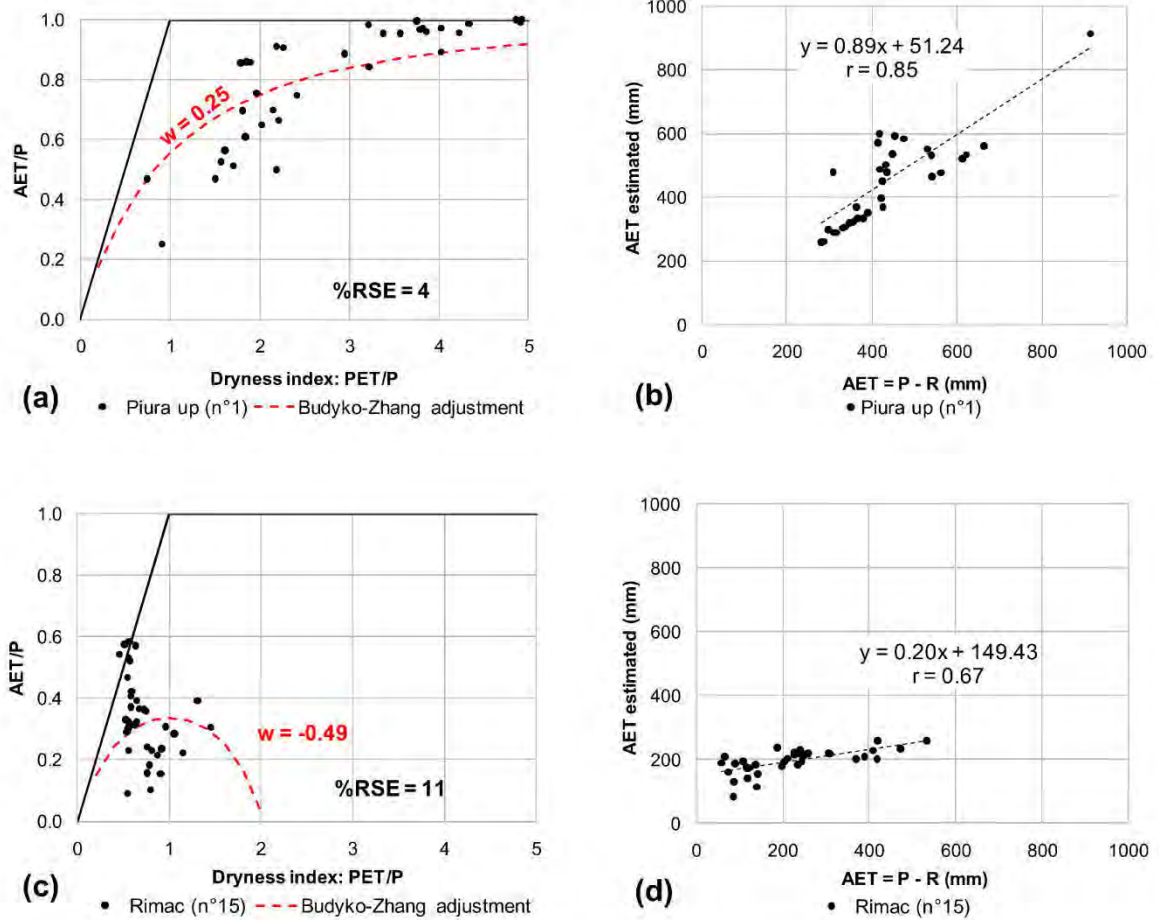 1.0
0.8
0.6
0.4
0.2
0.0
AET/P
w = 0.25
%RSE = 4
0 1 2 3 4 5
Dryness index: PET/P
(a)
Piura up (n°1) Budyko-Zhang adjustment
1000
800
600
400
200
0
AET estimated (mm)
y = 0.89x + 51.24
r = 0.85
0 200 400 600 800 1000
AET = P - R (mm)
(b)
Piura up (n°1)
1.0
0.8
0.6
0.4
0.2
0.0
AET/P
w = -0.49
%RSE = 11
0 1 2 3 4 5
Dryness index: PET/P
(c)
Rimac (n°15) Budyko-Zhang adjustment
1000
800
600
400
200
0
AET estimated (mm)
y = 0.20x + 149.43
r = 0.67
0 200 400 600 800 1000
AET = P - R (mm)
(d)
Rimac (n°15)